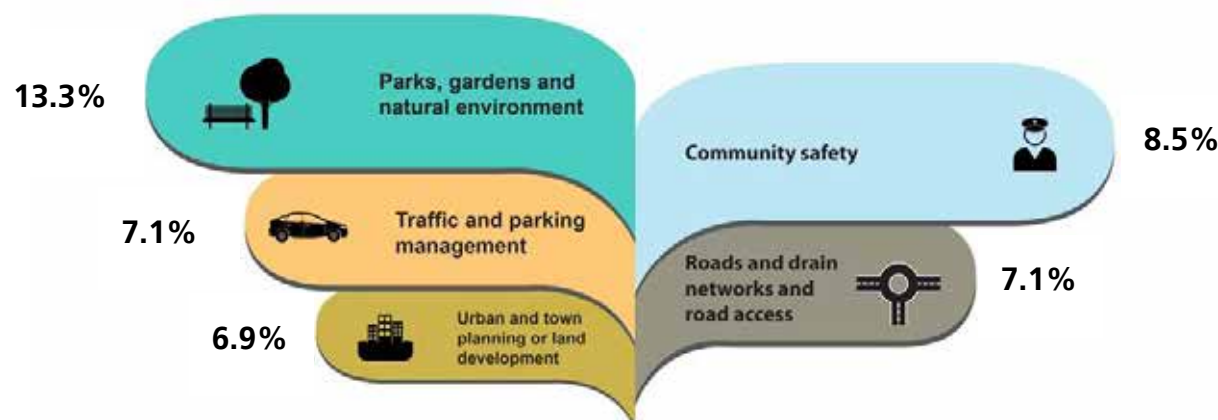 13.3%
Parks, gardens and
natural environment
Community safety
8.5%
7.1%
Traffic and parking
management
Roads and drain
networks and
road access
7.1%
6.9%
Urban and town
planning or land
development